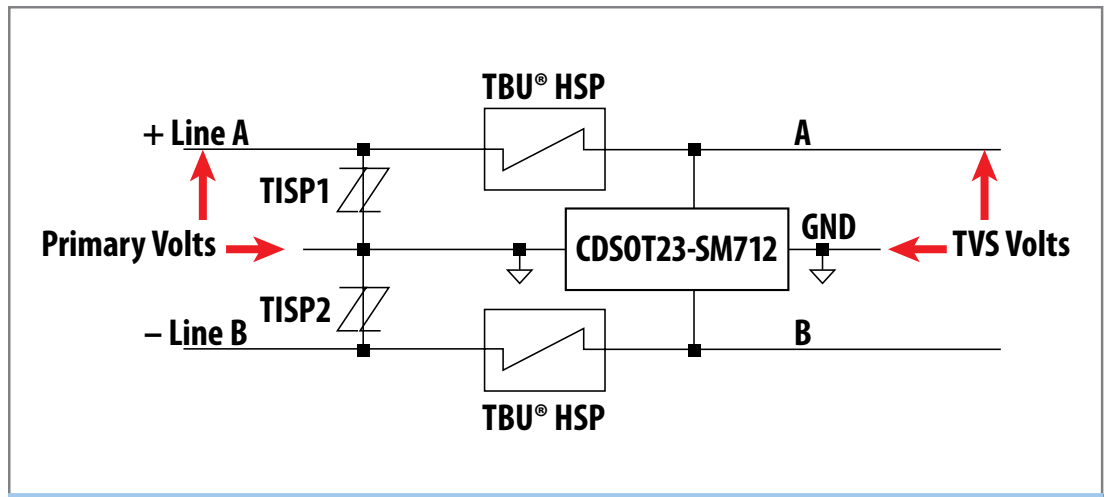 TBU® HSP
+ Line A
A
TISP1
Primary Volts
CDSOT23-SM712
GND
TVS Volts
TISP2
– Line B
B
TBU® HSP